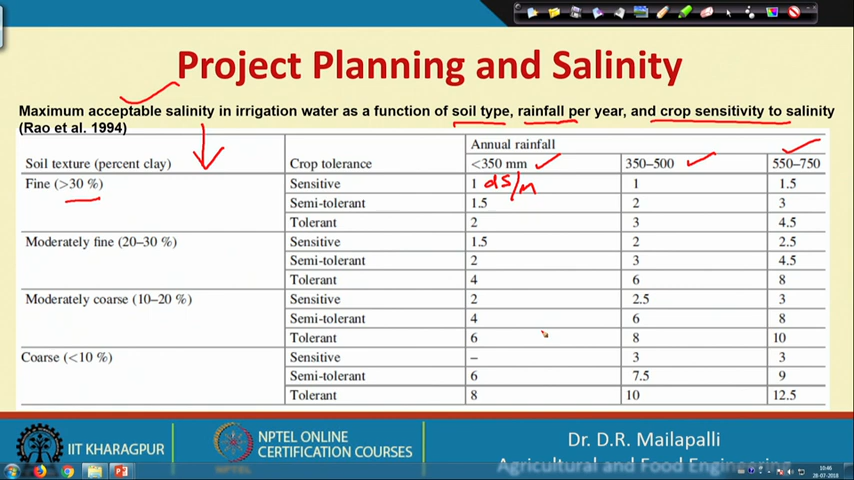 Project Planning and Salinity
Maximum acceptable salinity in irrigation water as a function of soil type, rainfall per year, and crop sensitivity to salinity
(Rao et al. 1994)
Annual rainfall
Soil texture (percent clay) Crop tolerance <350 mm 350–500 550–750
Fine (>30 %) Sensitive 1 dS/m 1 1.5
Semi-tolerant 1.5 2 3
Tolerant 2 3 4.5
Moderately fine (20–30 %) Sensitive 1.5 2 2.5
Semi-tolerant 2 3 4.5
Tolerant 4 6 8
Moderately coarse (10–20 %) Sensitive 2 2.5 3
Semi-tolerant 4 6 8
Tolerant 6 8 10
Coarse (<10 %) Sensitive – 3 3
Semi-tolerant 6 7.5 9
Tolerant 8 10 12.5
IIT KHARAGPUR
NPTEL ONLINE
CERTIFICATION COURSES
Dr. D.R. Mailapalli
Agricultural and Food Engineering
10:46
28-07-2018